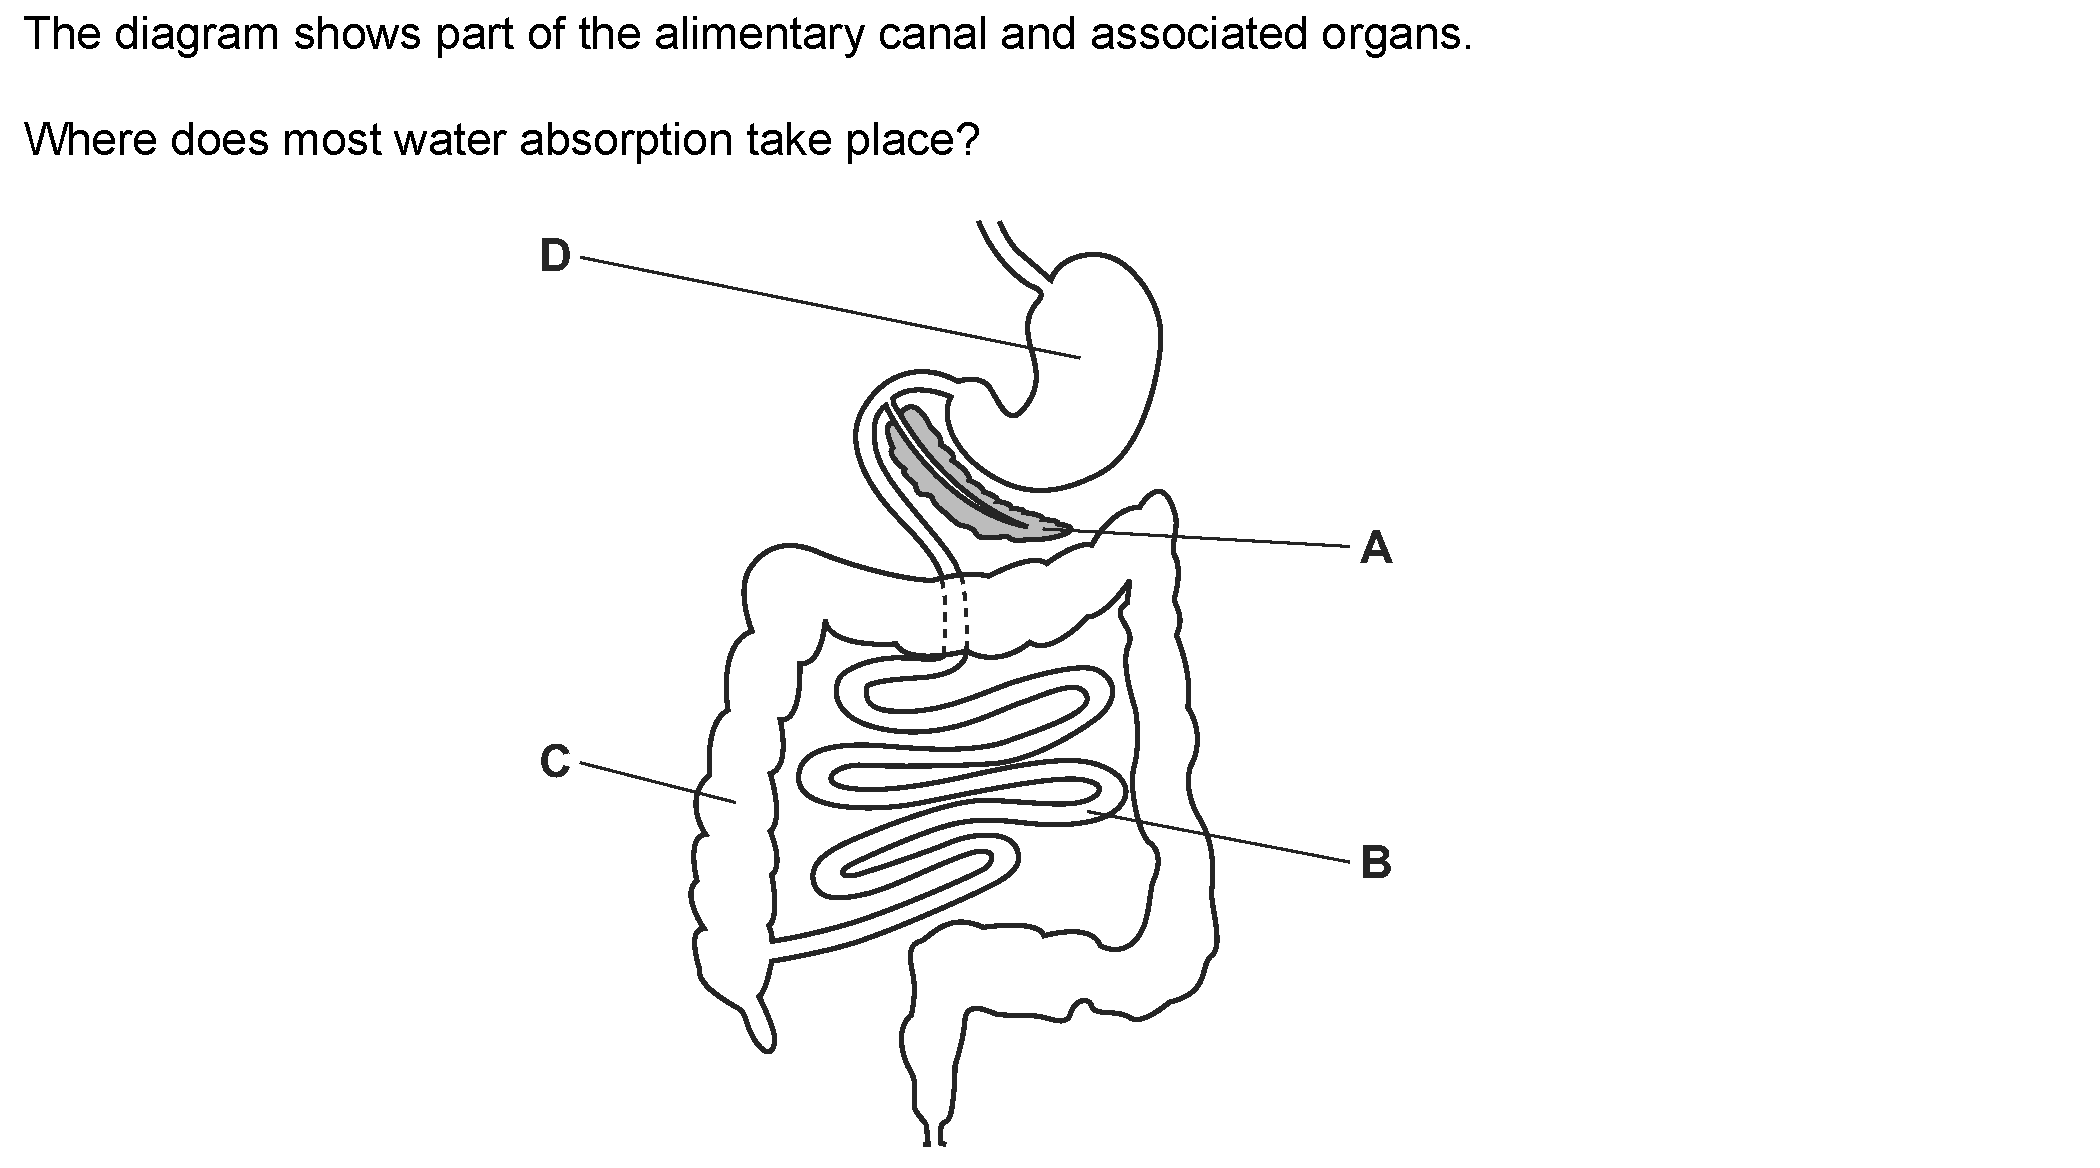 The diagram shows part of the alimentary canal and associated organs.
Where does most water absorption take place?
D
A
C
B